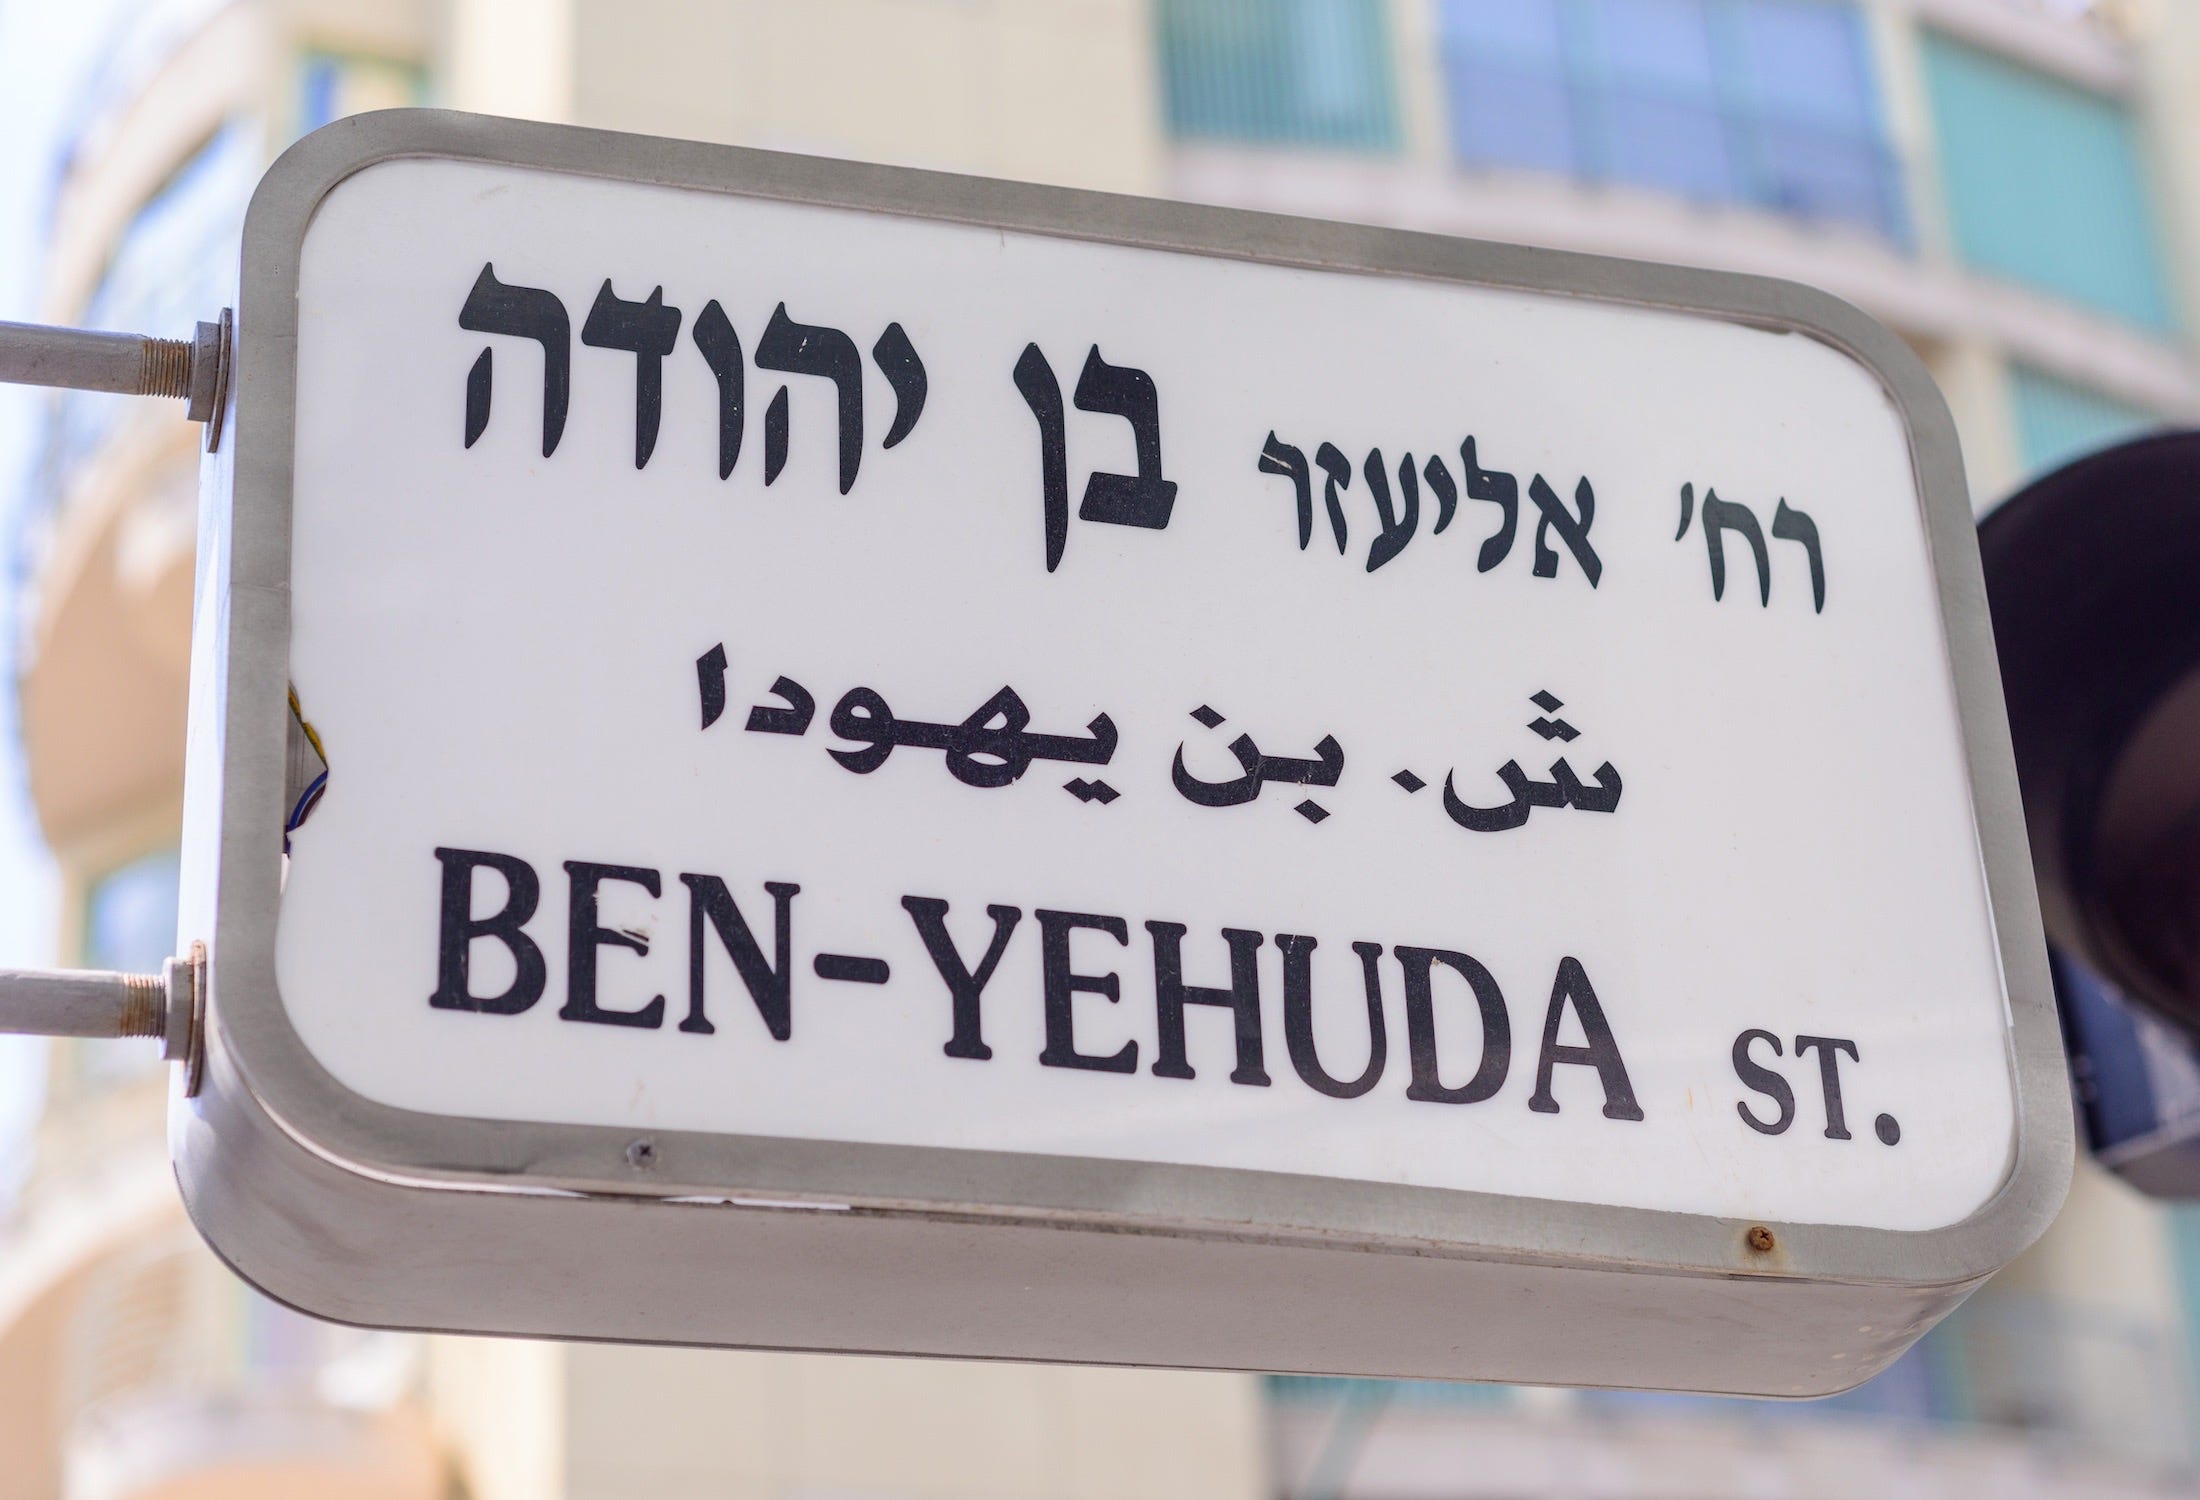 רח' אליעזר בן יהודה
ش. بن يهودا
BEN-YEHUDA ST.